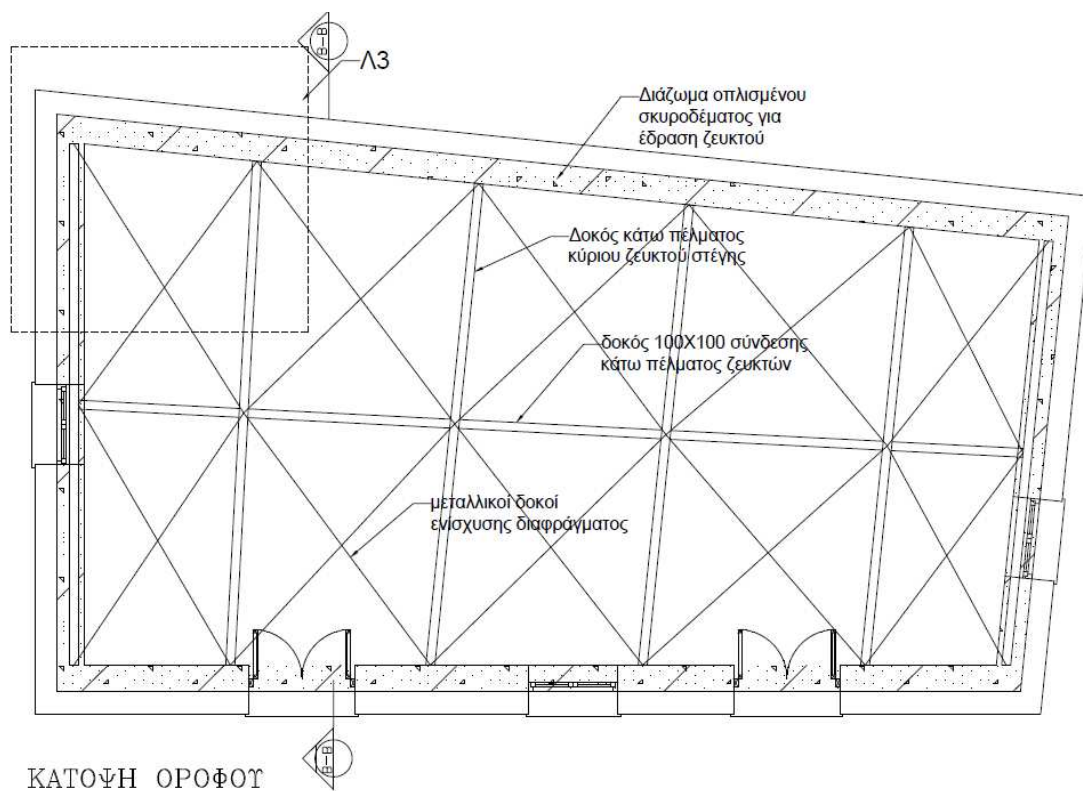 B-B
Λ3
Διάζωμα οπλισμένου
σκυροδέματος για
έδραση ζευκτού
Δοκός κάτω πέλματος
κύριου ζευκτού στέγης
δοκός 100X100 σύνδεσης
κάτω πέλματος ζευκτών
μεταλλικοί δοκοί
ενίσχυσης διαφράγματος
B-B
ΚΑΤΟΨΗ ΟΡΟΦΟΥ